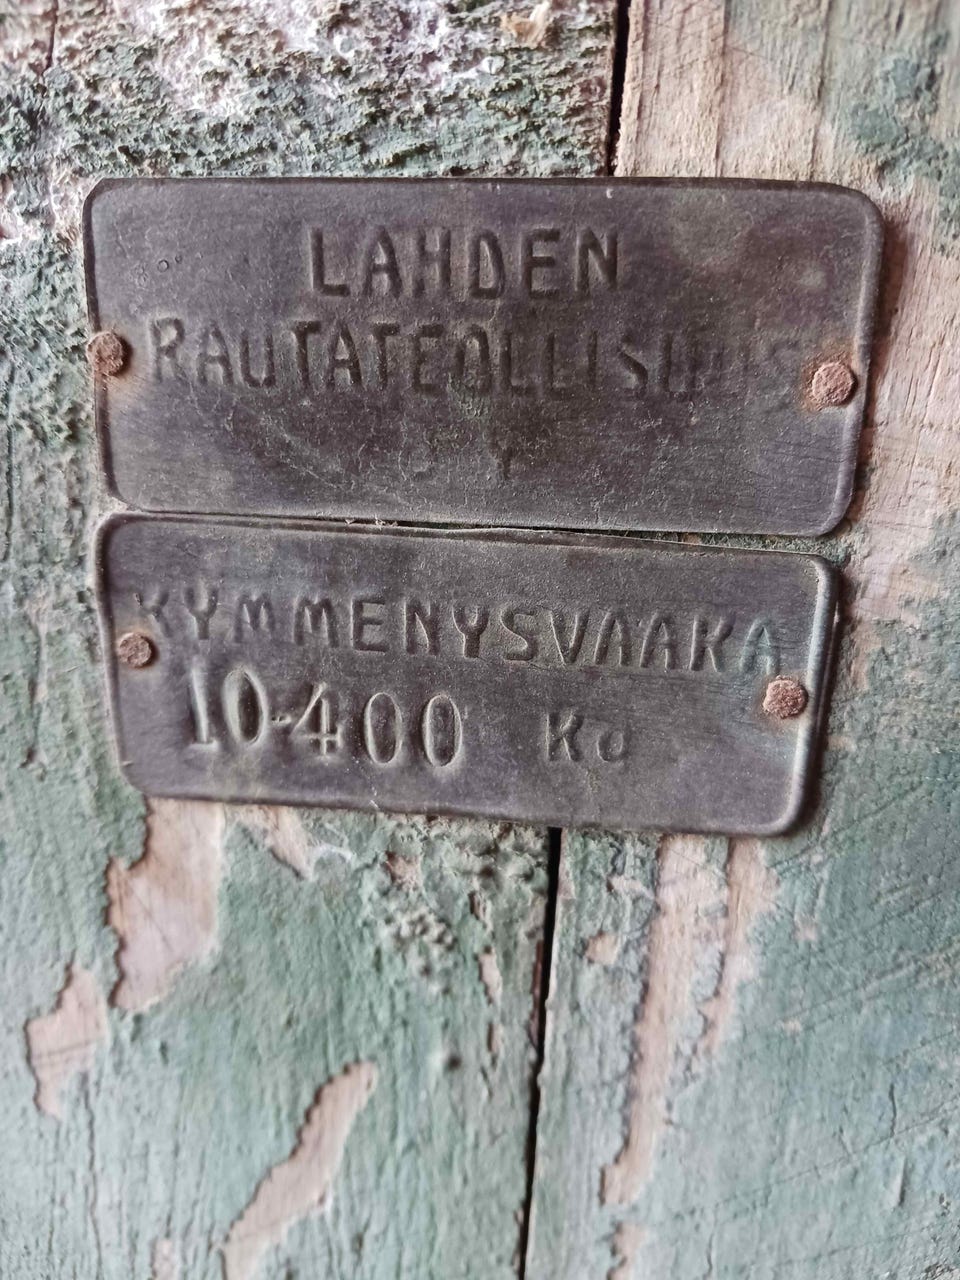 LAHDEN
RAUTATEOLLISUUS
KYMMENYSVAAKA
10-400 KG